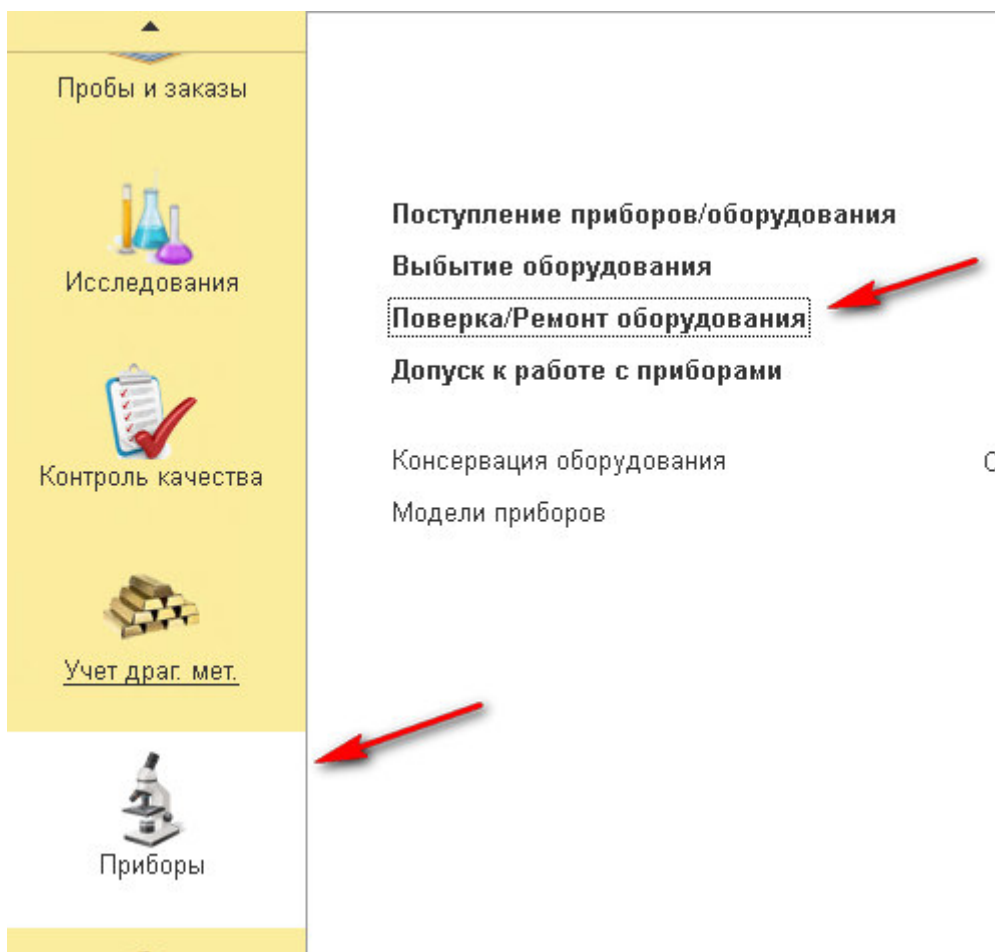 Пробы и заказы
Исследования
Контроль качества
Учет драг. мет.
Приборы
Поступление приборов/оборудования
Выбытие оборудования
Поверка/Ремонт оборудования
Допуск к работе с приборами
Консервация оборудования
Модели приборов